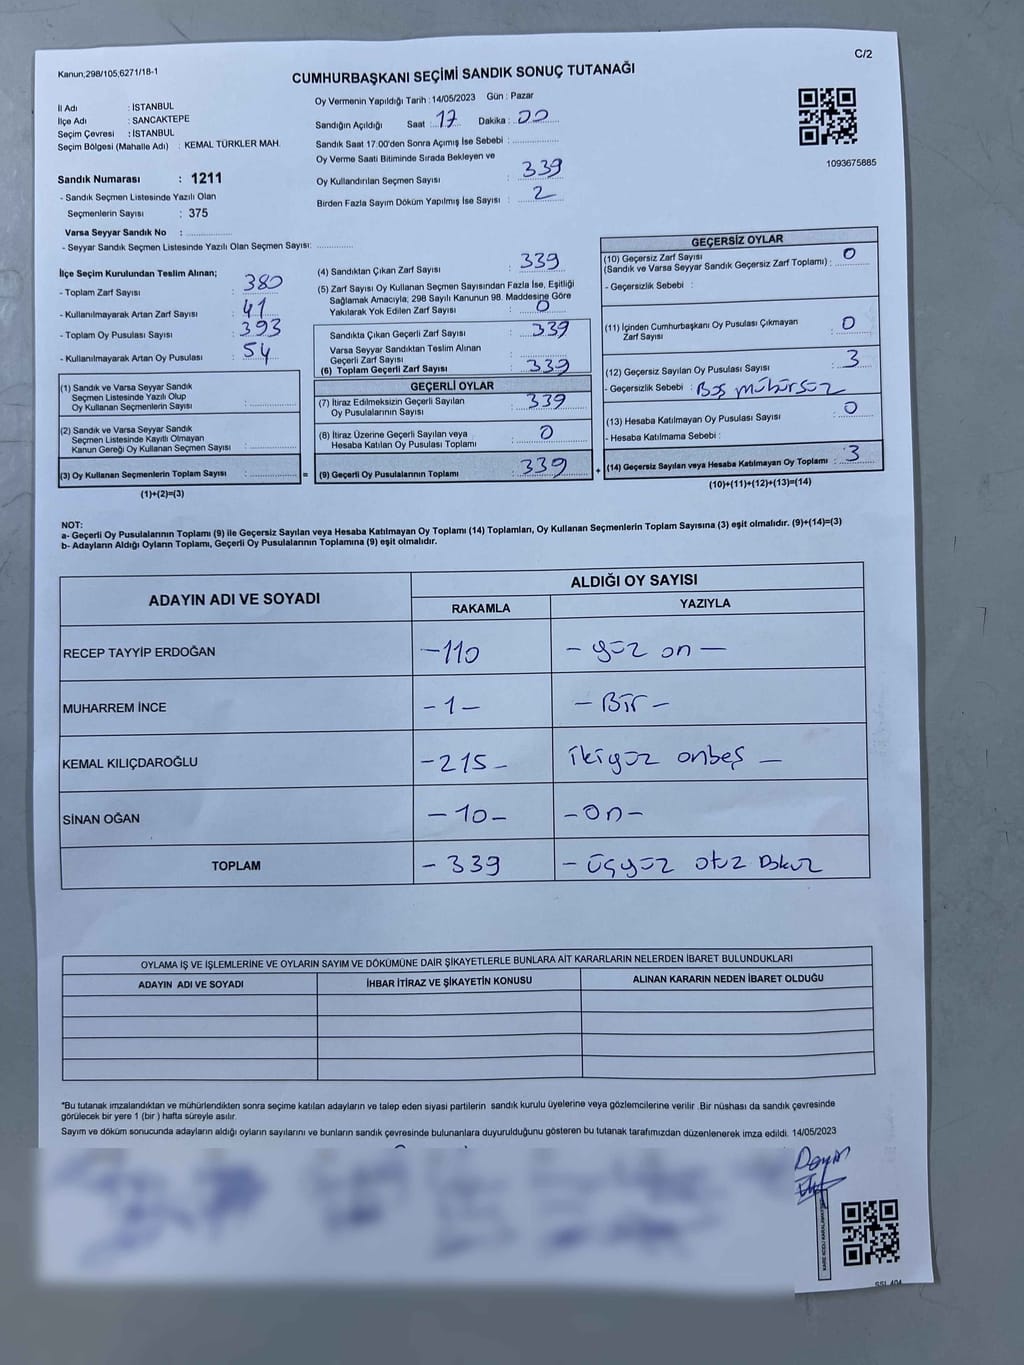 C/2
Kanun;298/105;6271/18-1
CUMHURBAŞKANI SEÇİMİ SANDIK SONUÇ TUTANAĞI
İl Adı : İSTANBUL
İlçe Adı : SANCAKTEPE
Seçim Çevresi : İSTANBUL
Seçim Bölgesi (Mahalle Adı) : KEMAL TÜRKLER MAH.
Sandık Numarası : 1211
- Sandık Seçmen Listesinde Yazılı Olan
Seçmenlerin Sayısı : 375
Varsa Seyyar Sandık No :
- Seyyar Sandık Seçmen Listesinde Yazılı Olan Seçmen Sayısı:
Oy Vermenin Yapıldığı Tarih : 14/05/2023 Gün : Pazar
Sandığın Açıldığı Saat : 17 Dakika : 00
Sandık Saat 17.00'den Sonra Açımış İse Sebebi :
Oy Verme Saati Bitiminde Sırada Bekleyen ve
Oy Kullandırılan Seçmen Sayısı : 339
Birden Fazla Sayım Döküm Yapılmış İse Sayısı : 2
1093675885
İlçe Seçim Kurulundan Teslim Alınan;
- Toplam Zarf Sayısı : 380
- Kullanılmayarak Artan Zarf Sayısı : 41
- Toplam Oy Pusulası Sayısı : 393
- Kullanılmayarak Artan Oy Pusulası : 54
(1) Sandık ve Varsa Seyyar Sandık
Seçmen Listesinde Yazılı Olup
Oy Kullanan Seçmenlerin Sayısı :
(2) Sandık ve Varsa Seyyar Sandık
Seçmen Listesinde Kayıtlı Olmayan
Kanun Gereği Oy Kullanan Seçmen Sayısı :
(3) Oy Kullanan Seçmenlerin Toplam Sayısı : =
(1)+(2)=(3)
(4) Sandıktan Çıkan Zarf Sayısı : 339
(5) Zarf Sayısı Oy Kullanan Seçmen Sayısından Fazla İse, Eşitliği
Sağlamak Amacıyla, 298 Sayılı Kanunun 98. Maddesine Göre
Yakılarak Yok Edilen Zarf Sayısı : 0
Sandıkta Çıkan Geçerli Zarf Sayısı : 339
Varsa Seyyar Sandıktan Teslim Alınan
Geçerli Zarf Sayısı :
(6) Toplam Geçerli Zarf Sayısı : 339
GEÇERLİ OYLAR
(7) İtiraz Edilmeksizin Geçerli Sayılan
Oy Pusulalarının Sayısı : 339
(8) İtiraz Üzerine Geçerli Sayılan veya
Hesaba Katılan Oy Pusulası Toplamı : 0
(9) Geçerli Oy Pusulalarının Toplamı : 339 +
GEÇERSİZ OYLAR
(10) Geçersiz Zarf Sayısı
(Sandık ve Varsa Seyyar Sandık Geçersiz Zarf Toplamı) : 0
- Geçersizlik Sebebi :
(11) İçinden Cumhurbaşkanı Oy Pusulası Çıkmayan
Zarf Sayısı : 0
(12) Geçersiz Sayılan Oy Pusulası Sayısı : 3
- Geçersizlik Sebebi : Boş mühürsüz
(13) Hesaba Katılmayan Oy Pusulası Sayısı : 0
- Hesaba Katılmama Sebebi :
(14) Geçersiz Sayılan veya Hesaba Katılmayan Oy Toplamı : 3
(10)+(11)+(12)+(13)=(14)
NOT:
a- Geçerli Oy Pusulalarının Toplamı (9) ile Geçersiz Sayılan veya Hesaba Katılmayan Oy Toplamı (14) Toplamları, Oy Kullanan Seçmenlerin Toplam Sayısına (3) eşit olmalıdır. (9)+(14)=(3)
b- Adayların Aldığı Oyların Toplamı, Geçerli Oy Pusulalarının Toplamına (9) eşit olmalıdır.
ADAYIN ADI VE SOYADI ALDIĞI OY SAYISI
RAKAMLA YAZIYLA
RECEP TAYYİP ERDOĞAN -110 - yüz on -
MUHARREM İNCE -1- - Bir -
KEMAL KILIÇDAROĞLU -215- ikiyüz onbeş -
SİNAN OĞAN -10- -On-
TOPLAM -339 - üçyüz otuz Dokuz
OYLAMA İŞ VE İŞLEMLERİNE VE OYLARIN SAYIM VE DÖKÜMÜNE DAİR ŞİKAYETLERLE BUNLARA AİT KARARLARIN NELERDEN İBARET BULUNDUKLARI
ADAYIN ADI VE SOYADI İHBAR İTİRAZ VE ŞİKAYETİN KONUSU ALINAN KARARIN NEDEN İBARET OLDUĞU
*Bu tutanak imzalandıktan ve mühürlendikten sonra seçime katılan adayların ve talep eden siyasi partilerin sandık kurulu üyelerine veya gözlemcilerine verilir. Bir nüshası da sandık çevresinde
görülecek bir yere 1 (bir ) hafta süreyle asılır.
Sayım ve döküm sonucunda adayların aldığı oyların sayılarını ve bunların sandık çevresinde bulunanlara duyurulduğunu gösteren bu tutanak tarafımızdan düzenlenerek imza edildi. 14/05/2023